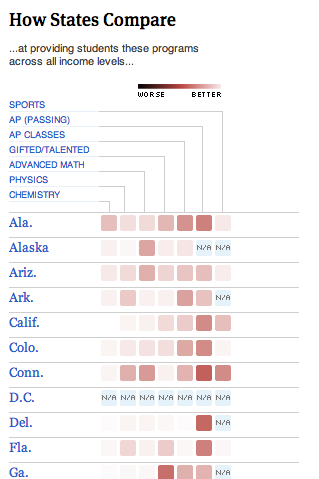 How States Compare
...at providing students these programs
across all income levels...
WORSE BETTER
SPORTS
AP (PASSING)
AP CLASSES
GIFTED/TALENTED
ADVANCED MATH
PHYSICS
CHEMISTRY
Ala.
Alaska N/A N/A
Ariz.
Ark. N/A
Calif.
Colo.
Conn.
D.C. N/A N/A N/A N/A N/A N/A N/A
Del. N/A
Fla.
Ga. N/A